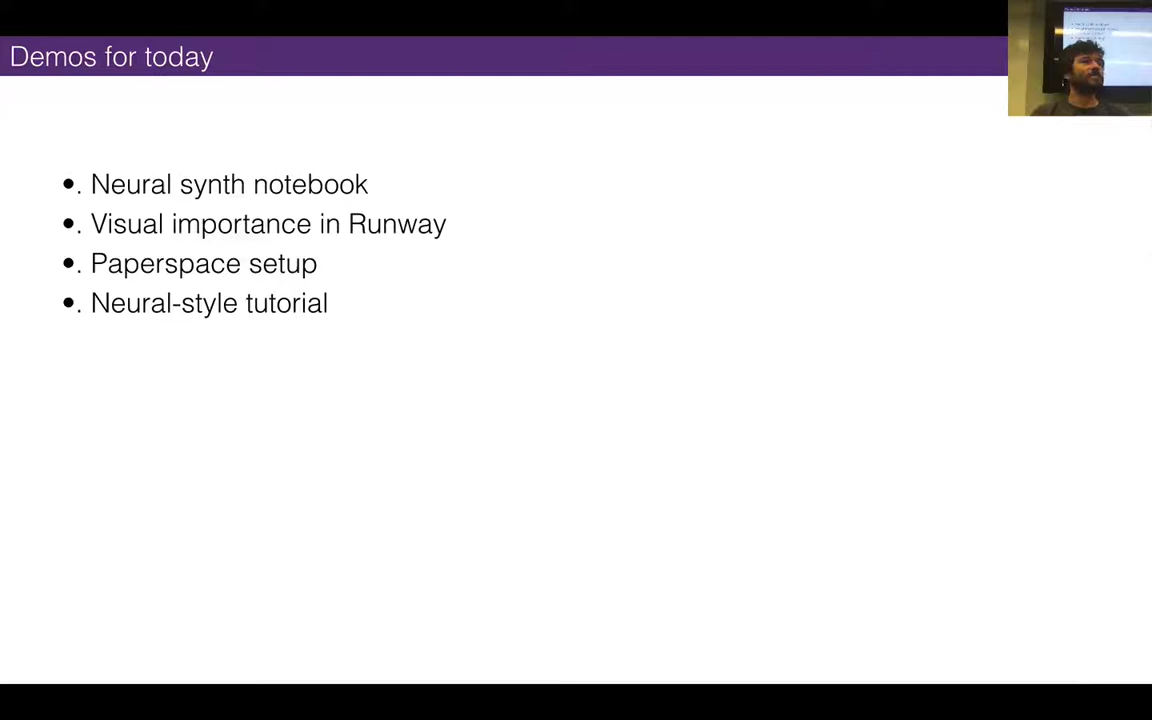 Demos for today
•. Neural synth notebook
•. Visual importance in Runway
•. Paperspace setup
•. Neural-style tutorial